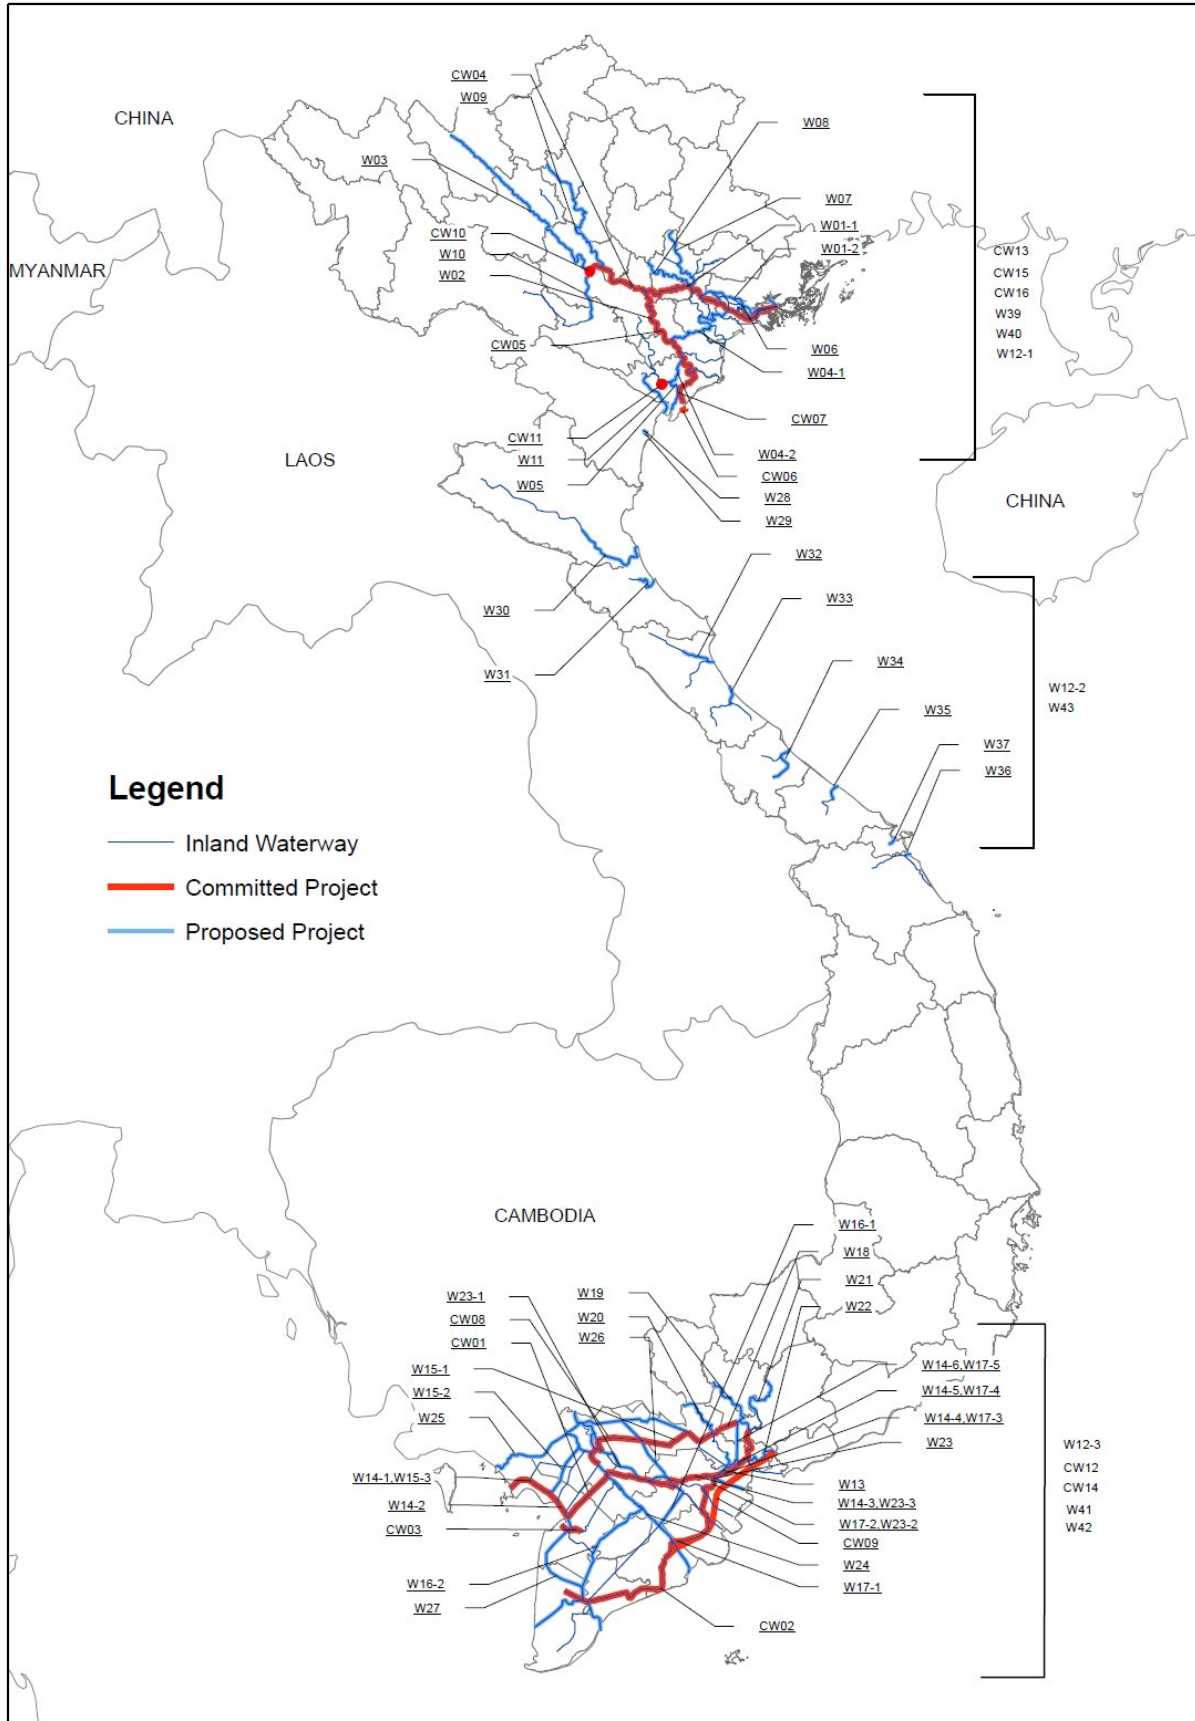 CW04
W09
CHINA
W08
W03
W07
W01-1
CW10
W01-2
W10
CW13
MYANMAR
W02
CW15
CW16
W39
W40
CW05
W06
W12-1
W04-1
CW07
CW11
W04-2
LAOS
W11
CW06
W05
W28
CHINA
W29
W32
W33
W30
W34
W31
W12-2
W43
W35
W37
W36
Legend
Inland Waterway
Committed Project
Proposed Project
CAMBODIA
W16-1
W18
W21
W19
W23-1
W22
W20
CW08
W26
CW01
W15-1
W14-6,W17-5
W15-2
W14-5,W17-4
W25
W14-4,W17-3
W23
W12-3
CW12
W14-1,W15-3
W13
CW14
W14-2
W14-3,W23-3
W41
W17-2,W23-2
CW03
W42
CW09
W24
W16-2
W17-1
W27
CW02